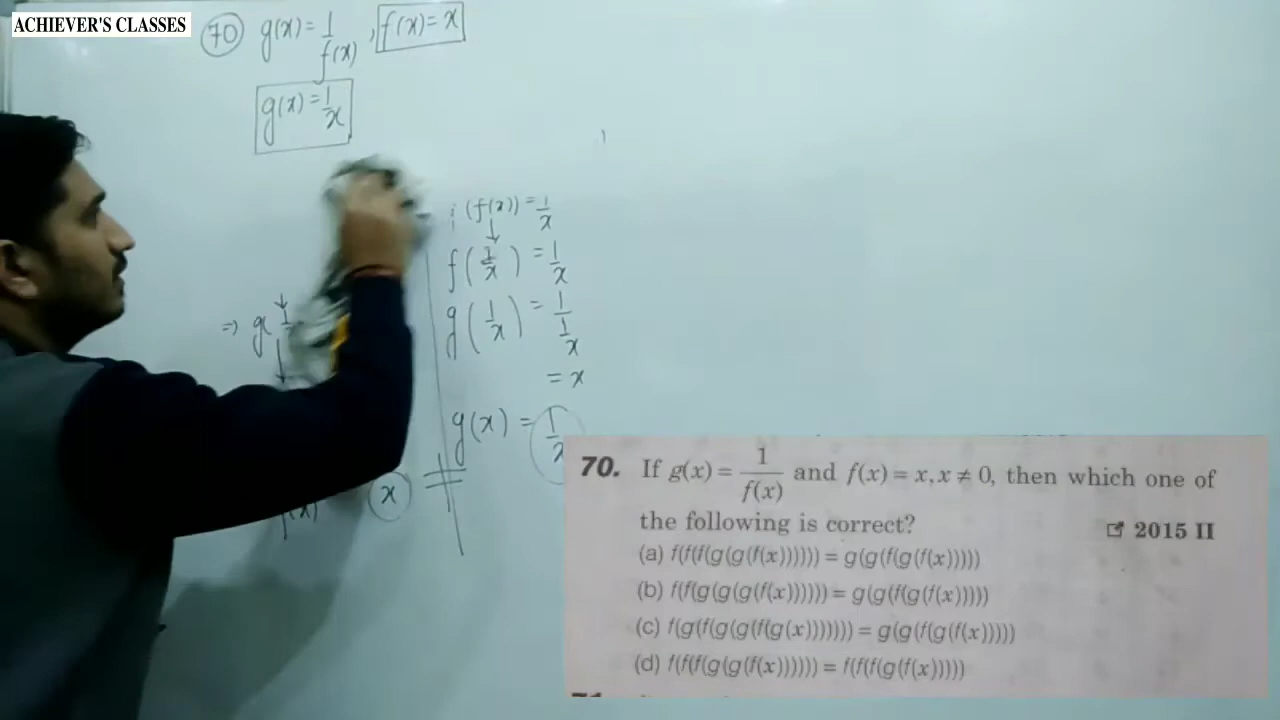 ACHIEVER'S CLASSES
70 g(x) = 1/f(x) , f(x) = x
g(x) = 1/x
(f(x)) = 1/x
f(1/x) = 1/x
⇒ g
g(1/x) = 1/(1/x)
= x
g(x) = 1/x
f(x) x
70. If g(x) = 1/f(x) and f(x) = x, x ≠ 0, then which one of
the following is correct? 2015 II
(a) f(f(f(g(g(f(x)))))) = g(g(f(g(f(x)))))
(b) f(f(g(g(g(f(x)))))) = g(g(f(g(f(x)))))
(c) f(g(f(g(g(f(g(x))))))) = g(g(f(g(f(x)))))
(d) f(f(f(g(g(f(x)))))) = f(f(f(g(f(x)))))